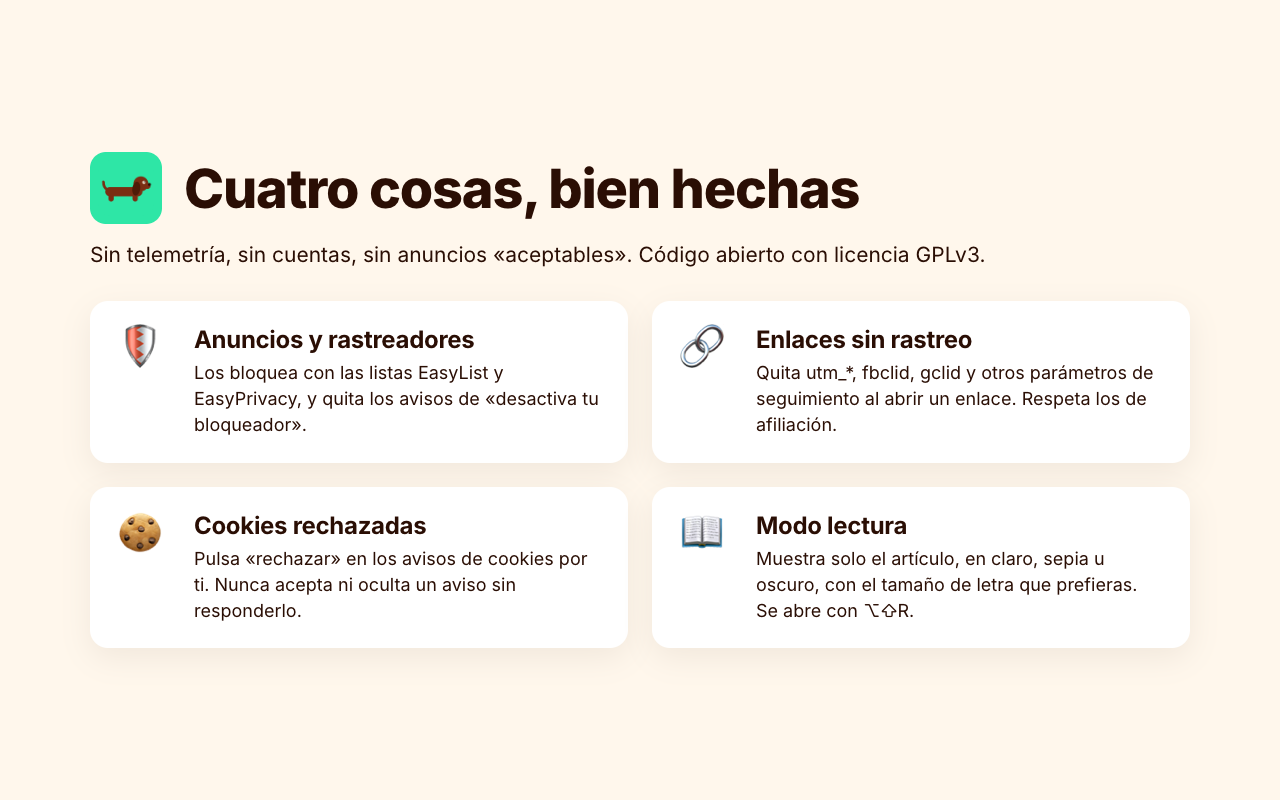 Cuatro cosas, bien hechas
Sin telemetría, sin cuentas, sin anuncios «aceptables». Código abierto con licencia GPLv3.
Anuncios y rastreadores
Los bloquea con las listas EasyList y
EasyPrivacy, y quita los avisos de «desactiva tu
bloqueador».
Enlaces sin rastreo
Quita utm_*, fbclid, gclid y otros parámetros de
seguimiento al abrir un enlace. Respeta los de
afiliación.
Cookies rechazadas
Pulsa «rechazar» en los avisos de cookies por
ti. Nunca acepta ni oculta un aviso sin
responderlo.
Modo lectura
Muestra solo el artículo, en claro, sepia u
oscuro, con el tamaño de letra que prefieras.
Se abre con ⌥⇧R.